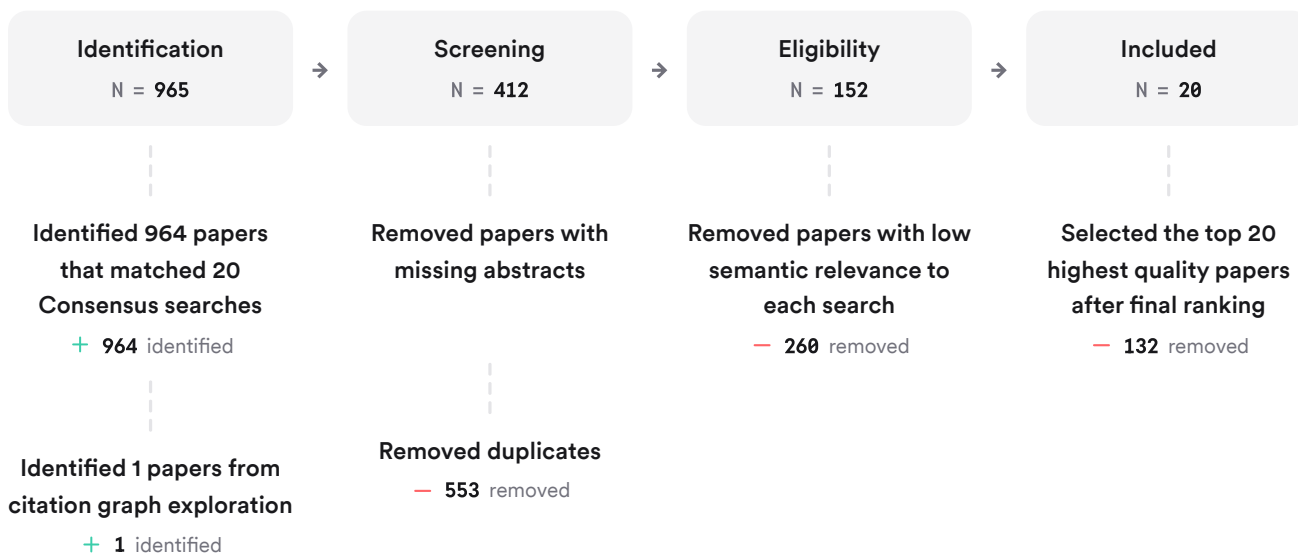 Identification
N = 965
Screening
N = 412
Eligibility
N = 152
Included
N = 20
Identified 964 papers
that matched 20
Consensus searches
+ 964 identified
Identified 1 papers from
citation graph exploration
+ 1 identified
Removed papers with
missing abstracts
Removed duplicates
— 553 removed
Removed papers with low
semantic relevance to
each search
— 260 removed
Selected the top 20
highest quality papers
after final ranking
— 132 removed